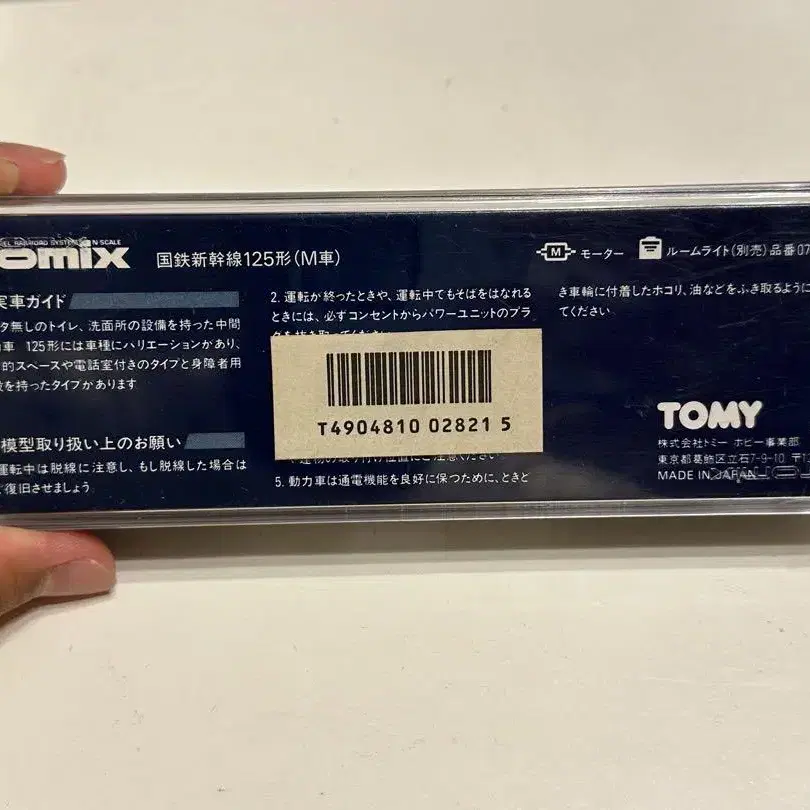 N SCALE
omix
国鉄新幹線125形(M車)
M モーター
ルームライト(別売)品番07
実車ガイド
タ無しのトイレ、洗面所の設備を持った中間
車 125形には車種にバリエーションがあり、
的スペースや電話室付きのタイプと身障者用
を持ったタイプがあります
模型取り扱い上のお願い
運転中は脱線に注意し、もし脱線した場合は
復旧させましょう
2. 運転が終ったときや、運転中でもそばをはなれる
ときには、必ずコンセントからパワーユニットのプラ
T4904810 02821 5
5. 動力車は通電機能を良好に保つために、ときど
き車輪に付着したホコリ、油などをふき取るように
てください
TOMY
株式会社トミー ホビー事業部
東京都葛飾区立石7-9-10 〒1
MADE IN JAPAN